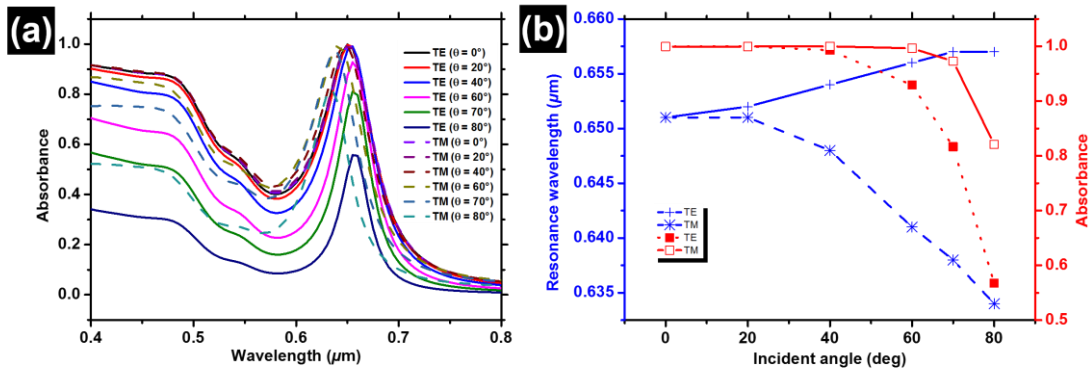 (a)
1.0
0.8
0.6
0.4
0.2
0.0
Absorbance
0.4
0.5
0.6
0.7
0.8
Wavelength (µm)
TE (θ = 0°)
TE (θ = 20°)
TE (θ = 40°)
TE (θ = 60°)
TE (θ = 70°)
TE (θ = 80°)
TM (θ = 0°)
TM (θ = 20°)
TM (θ = 40°)
TM (θ = 60°)
TM (θ = 70°)
TM (θ = 80°)
(b)
0.660
0.655
0.650
0.645
0.640
0.635
Resonance wavelength (µm)
TE
TM
TE
TM
0
20
40
60
80
Incident angle (deg)
1.0
0.9
0.8
0.7
0.6
0.5
Absorbance